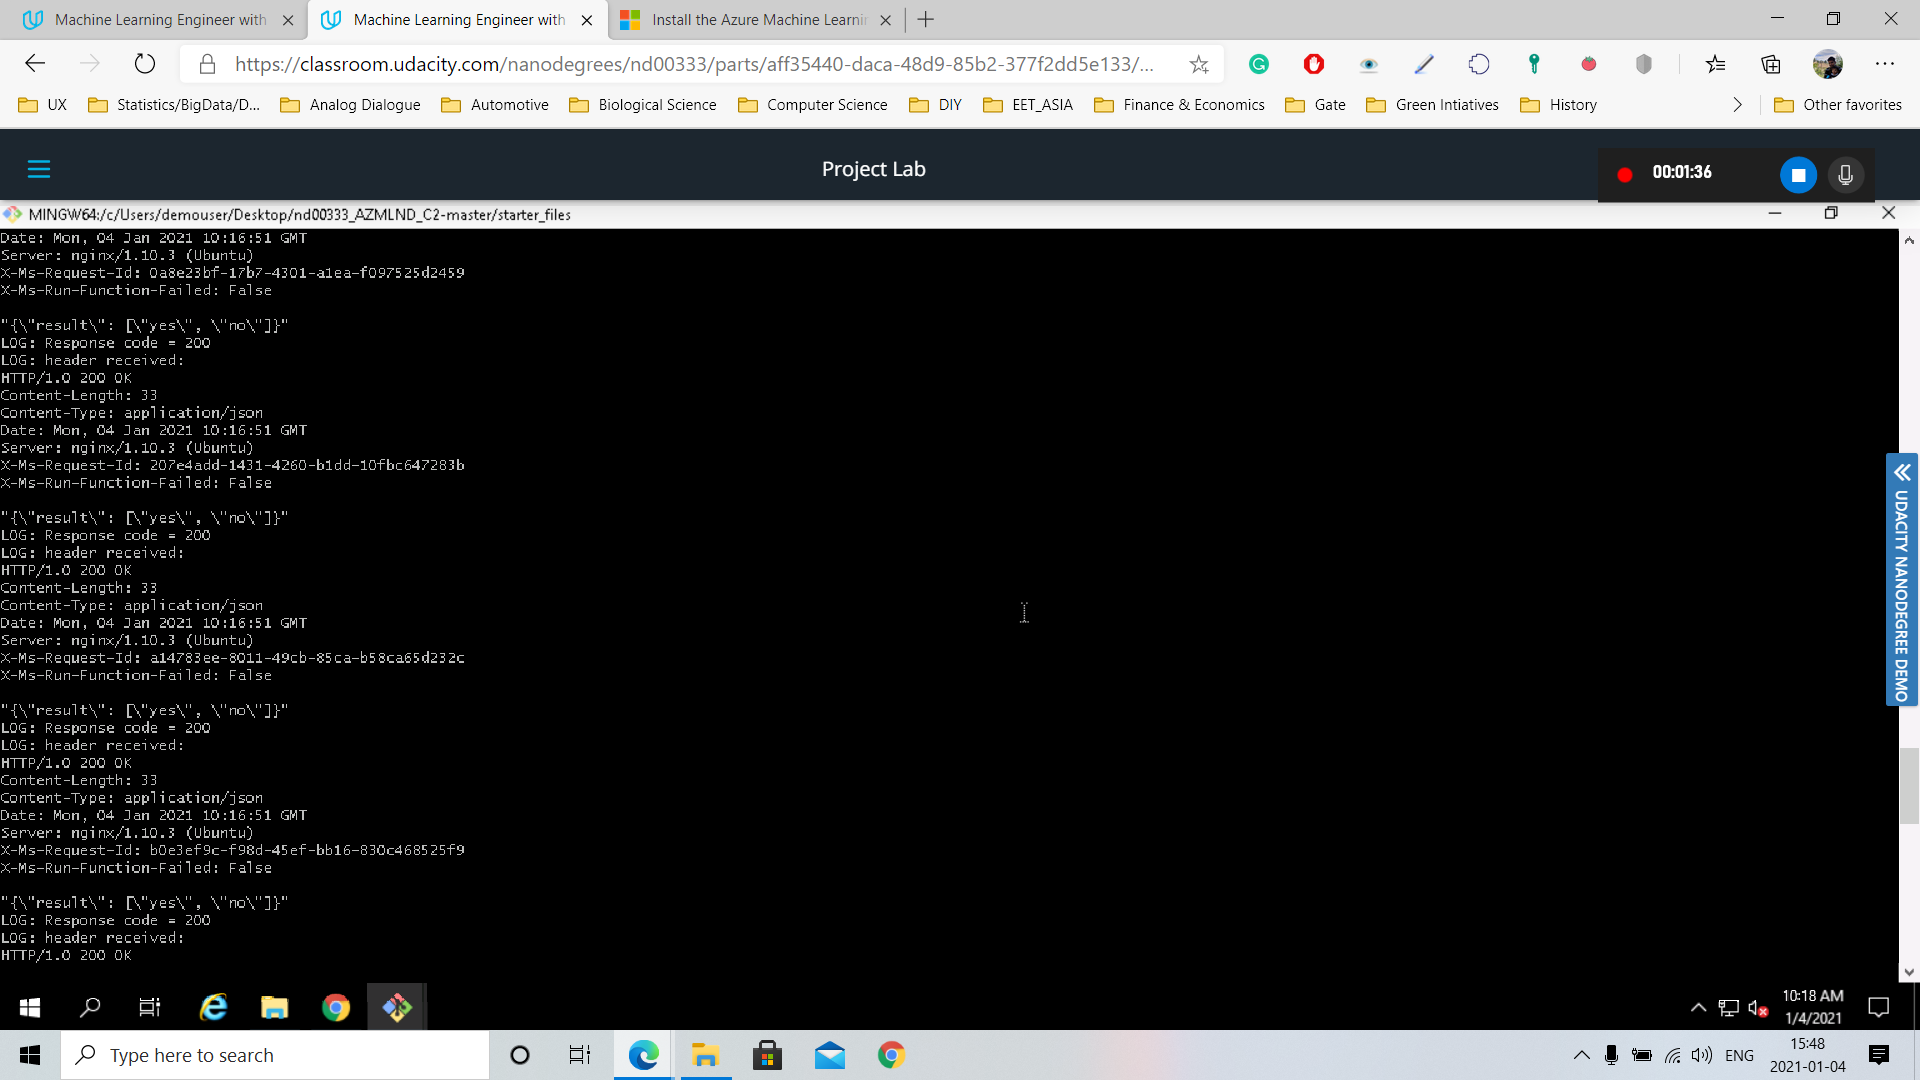 Machine Learning Engineer with
Machine Learning Engineer with
Install the Azure Machine Learnin
https://classroom.udacity.com/nanodegrees/nd00333/parts/aff35440-daca-48d9-85b2-377f2dd5e133/...
UX
Statistics/BigData/D...
Analog Dialogue
Automotive
Biological Science
Computer Science
DIY
EET_ASIA
Finance & Economics
Gate
Green Intiatives
History
Other favorites
Project Lab
00:01:36
MINGW64:/c/Users/demouser/Desktop/nd00333_AZMLND_C2-master/starter_files
Date: Mon, 04 Jan 2021 10:16:51 GMT
Server: nginx/1.10.3 (Ubuntu)
X-Ms-Request-Id: 0a8e23bf-17b7-4301-a1ea-f097525d2459
X-Ms-Run-Function-Failed: False
"{\"result\": [\"yes\", \"no\"]}"
LOG: Response code = 200
LOG: header received:
HTTP/1.0 200 OK
Content-Length: 33
Content-Type: application/json
Date: Mon, 04 Jan 2021 10:16:51 GMT
Server: nginx/1.10.3 (Ubuntu)
X-Ms-Request-Id: 207e4add-1431-4260-b1dd-10fbc647283b
X-Ms-Run-Function-Failed: False
"{\"result\": [\"yes\", \"no\"]}"
LOG: Response code = 200
LOG: header received:
HTTP/1.0 200 OK
Content-Length: 33
Content-Type: application/json
Date: Mon, 04 Jan 2021 10:16:51 GMT
Server: nginx/1.10.3 (Ubuntu)
X-Ms-Request-Id: a14783ee-8011-49cb-85ca-b58ca65d232c
X-Ms-Run-Function-Failed: False
"{\"result\": [\"yes\", \"no\"]}"
LOG: Response code = 200
LOG: header received:
HTTP/1.0 200 OK
Content-Length: 33
Content-Type: application/json
Date: Mon, 04 Jan 2021 10:16:51 GMT
Server: nginx/1.10.3 (Ubuntu)
X-Ms-Request-Id: b0e3ef9c-f98d-45ef-bb16-830c468525f9
X-Ms-Run-Function-Failed: False
"{\"result\": [\"yes\", \"no\"]}"
LOG: Response code = 200
LOG: header received:
HTTP/1.0 200 OK
UDACITY NANODEGREE DEMO
10:18 AM
1/4/2021
Type here to search
ENG
15:48
2021-01-04